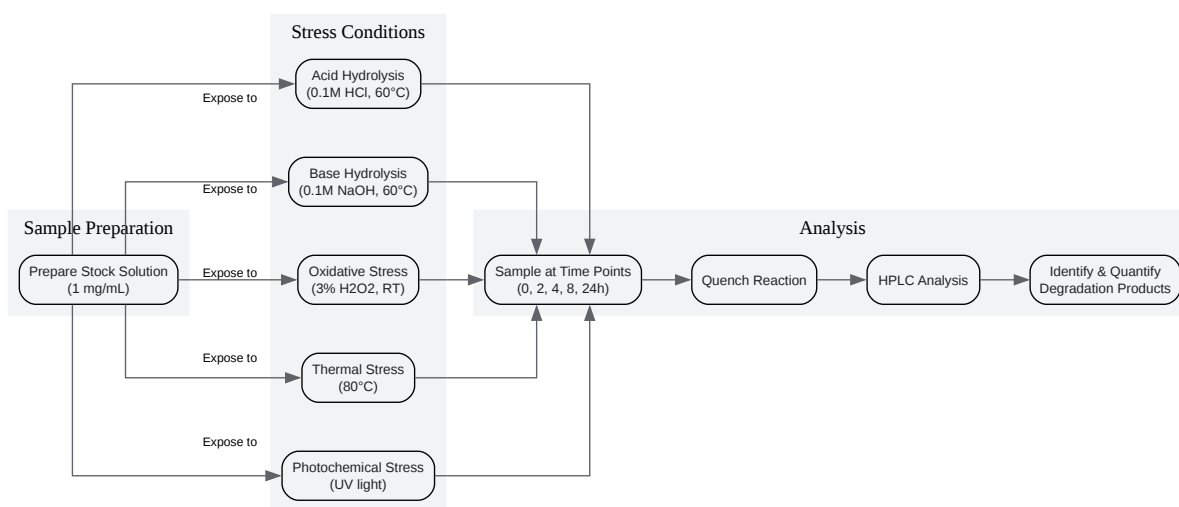 Stress Conditions
Acid Hydrolysis
(0.1M HCl, 60°C)
Expose to
Base Hydrolysis
(0.1M NaOH, 60°C)
Expose to
Sample Preparation
Analysis
Prepare Stock Solution
(1 mg/mL)
Expose to
Oxidative Stress
(3% H2O2, RT)
Sample at Time Points
(0, 2, 4, 8, 24h)
Quench Reaction
HPLC Analysis
Identify & Quantify
Degradation Products
Expose to
Thermal Stress
(80°C)
Expose to
Photochemical Stress
(UV light)